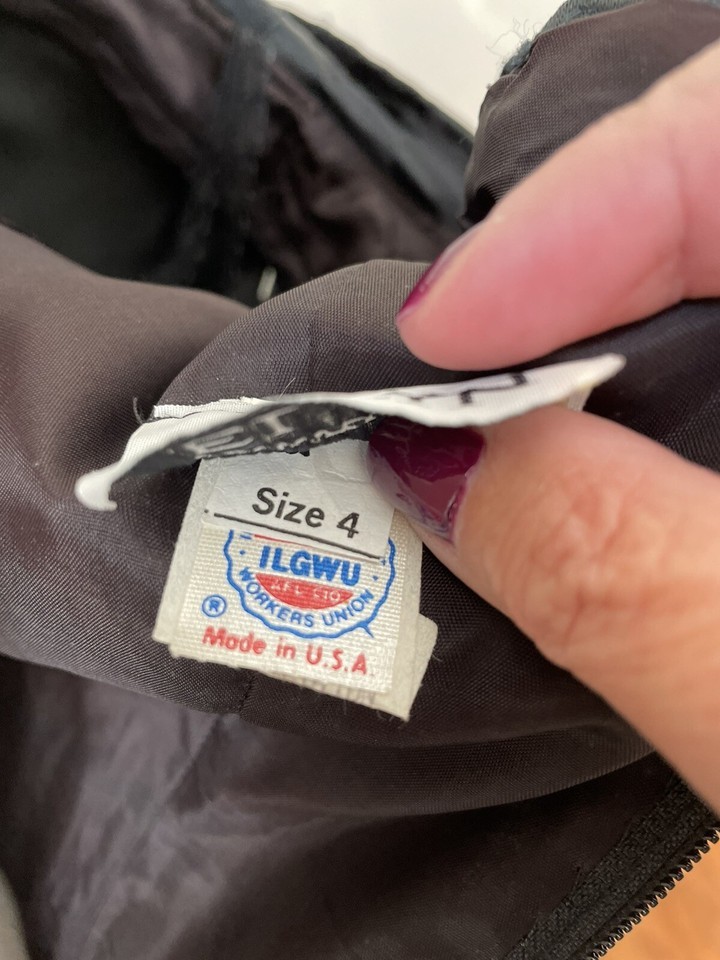 Size 4
ILGWU
AFL-CIO
WORKERS UNION
®
Made in U.S.A.